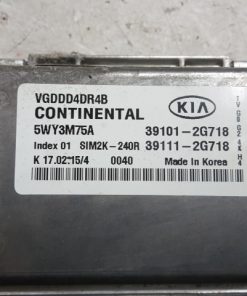 VGDDD4DR4B
CONTINENTAL KIA
5WY3M75A 39101-2G718
Index 01 SIM2K-240R 39111-2G718
K 17.02.15/4 0040 Made in Korea